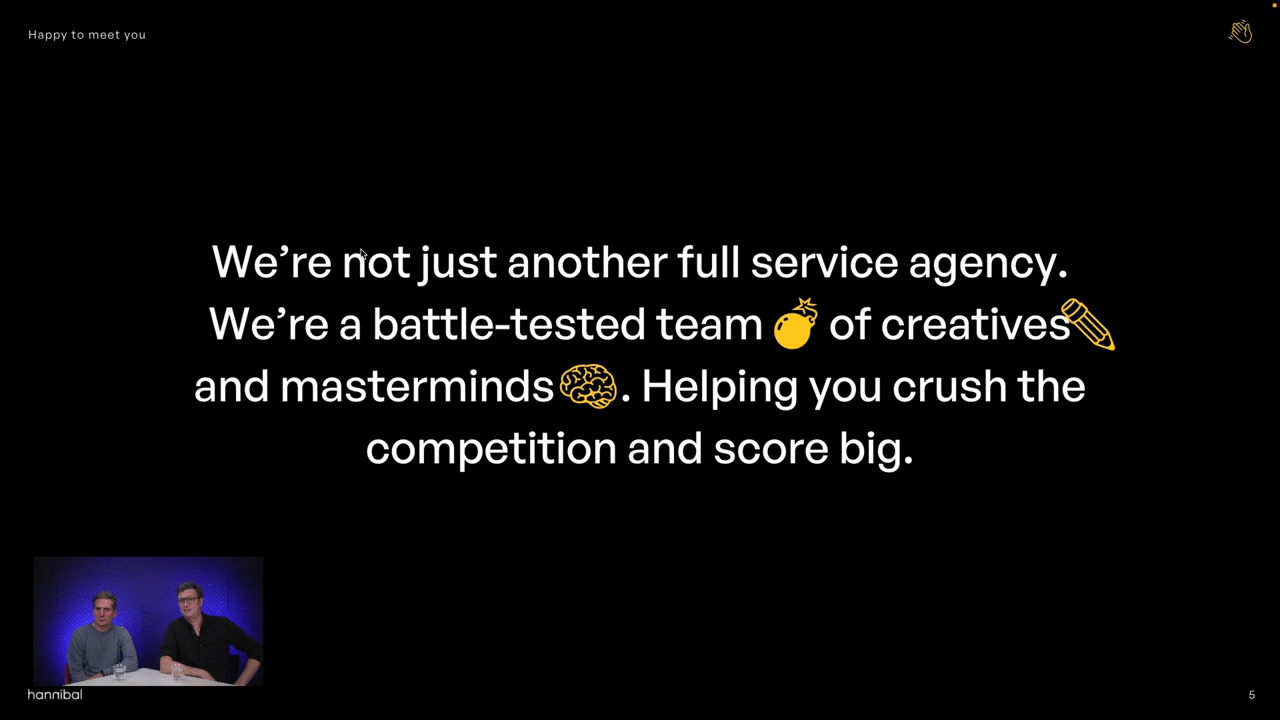 Happy to meet you
We’re not just another full service agency.
We’re a battle-tested team of creatives
and masterminds . Helping you crush the
competition and score big.
hannibal
5